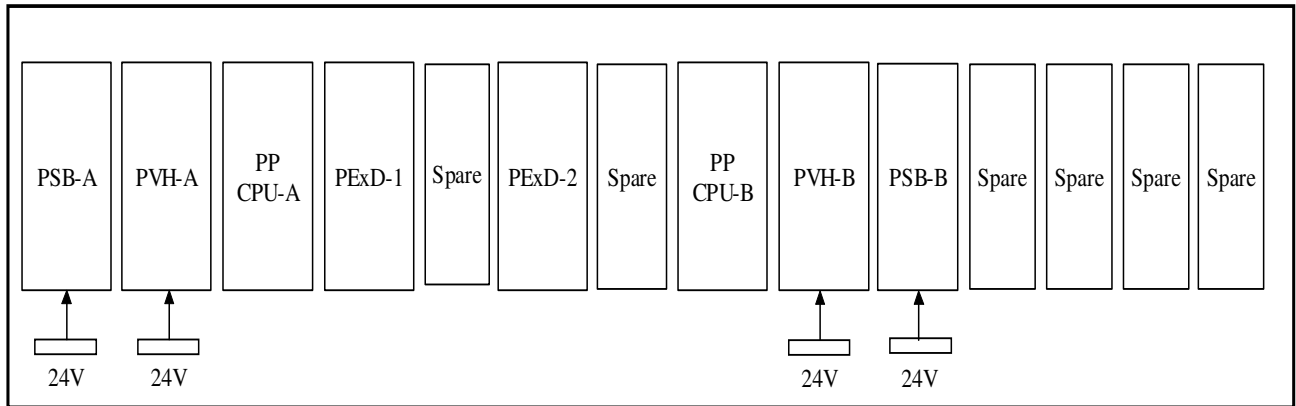 PSB-A
PVH-A
PP
CPU-A
PExD-1
Spare
PExD-2
Spare
PP
CPU-B
PVH-B
PSB-B
Spare
Spare
Spare
Spare
24V
24V
24V
24V